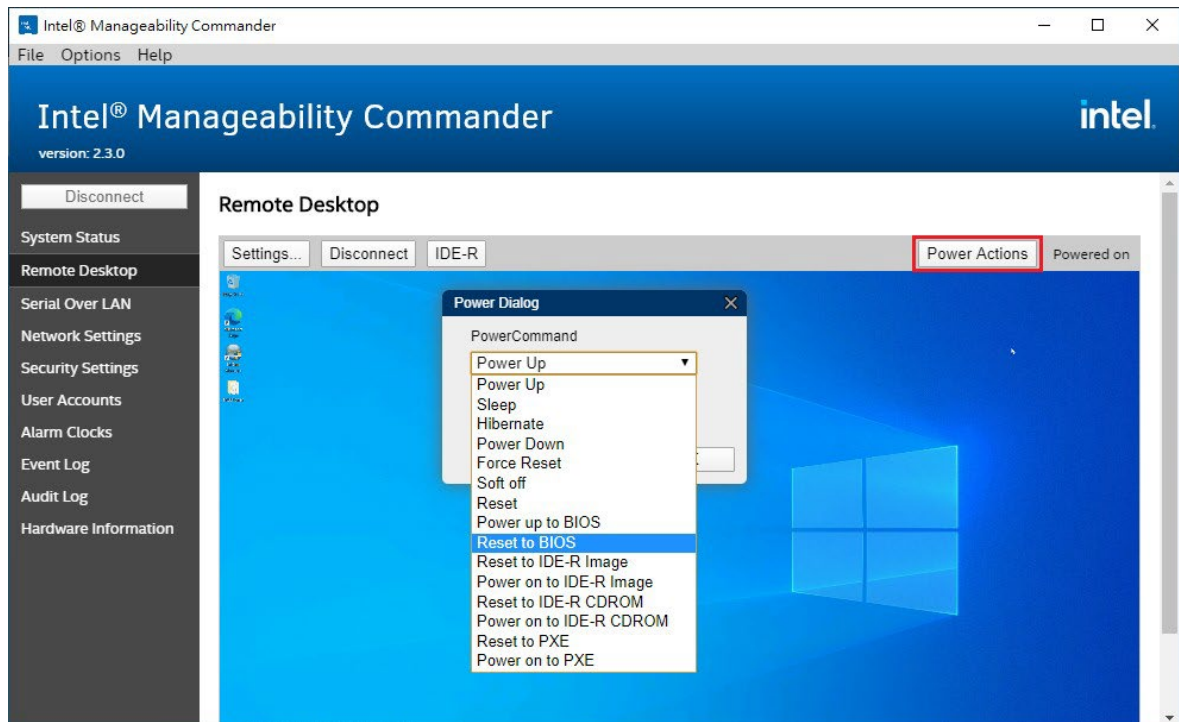 Intel® Manageability Commander
File Options Help
Intel® Manageability Commander
intel.
version: 2.3.0
Disconnect
System Status
Remote Desktop
Serial Over LAN
Network Settings
Security Settings
User Accounts
Alarm Clocks
Event Log
Audit Log
Hardware Information
Remote Desktop
Settings... Disconnect IDE-R Power Actions Powered on
Power Dialog
PowerCommand
Power Up
Power Up
Sleep
Hibernate
Power Down
Force Reset
Soft off
Reset
Power up to BIOS
Reset to BIOS
Reset to IDE-R Image
Power on to IDE-R Image
Reset to IDE-R CDROM
Power on to IDE-R CDROM
Reset to PXE
Power on to PXE